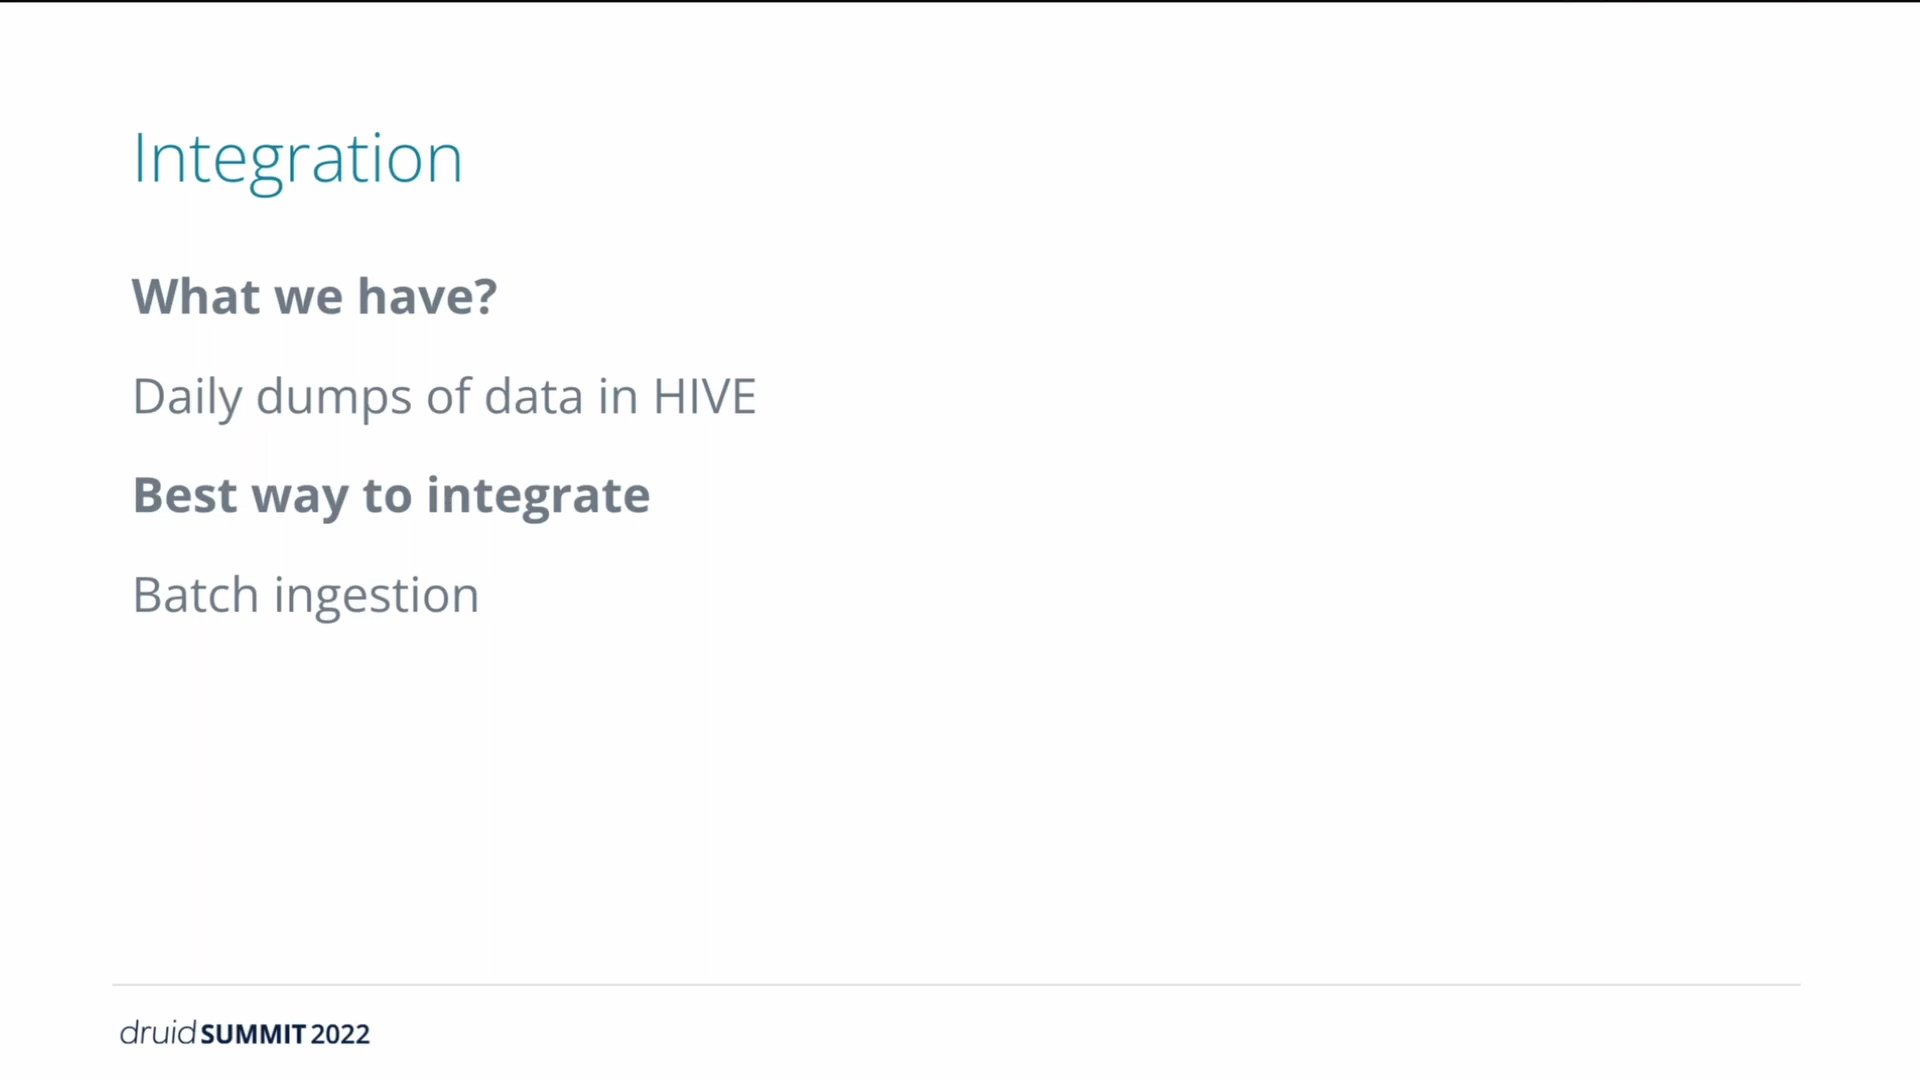 Integration
What we have?
Daily dumps of data in HIVE
Best way to integrate
Batch ingestion
druid SUMMIT 2022